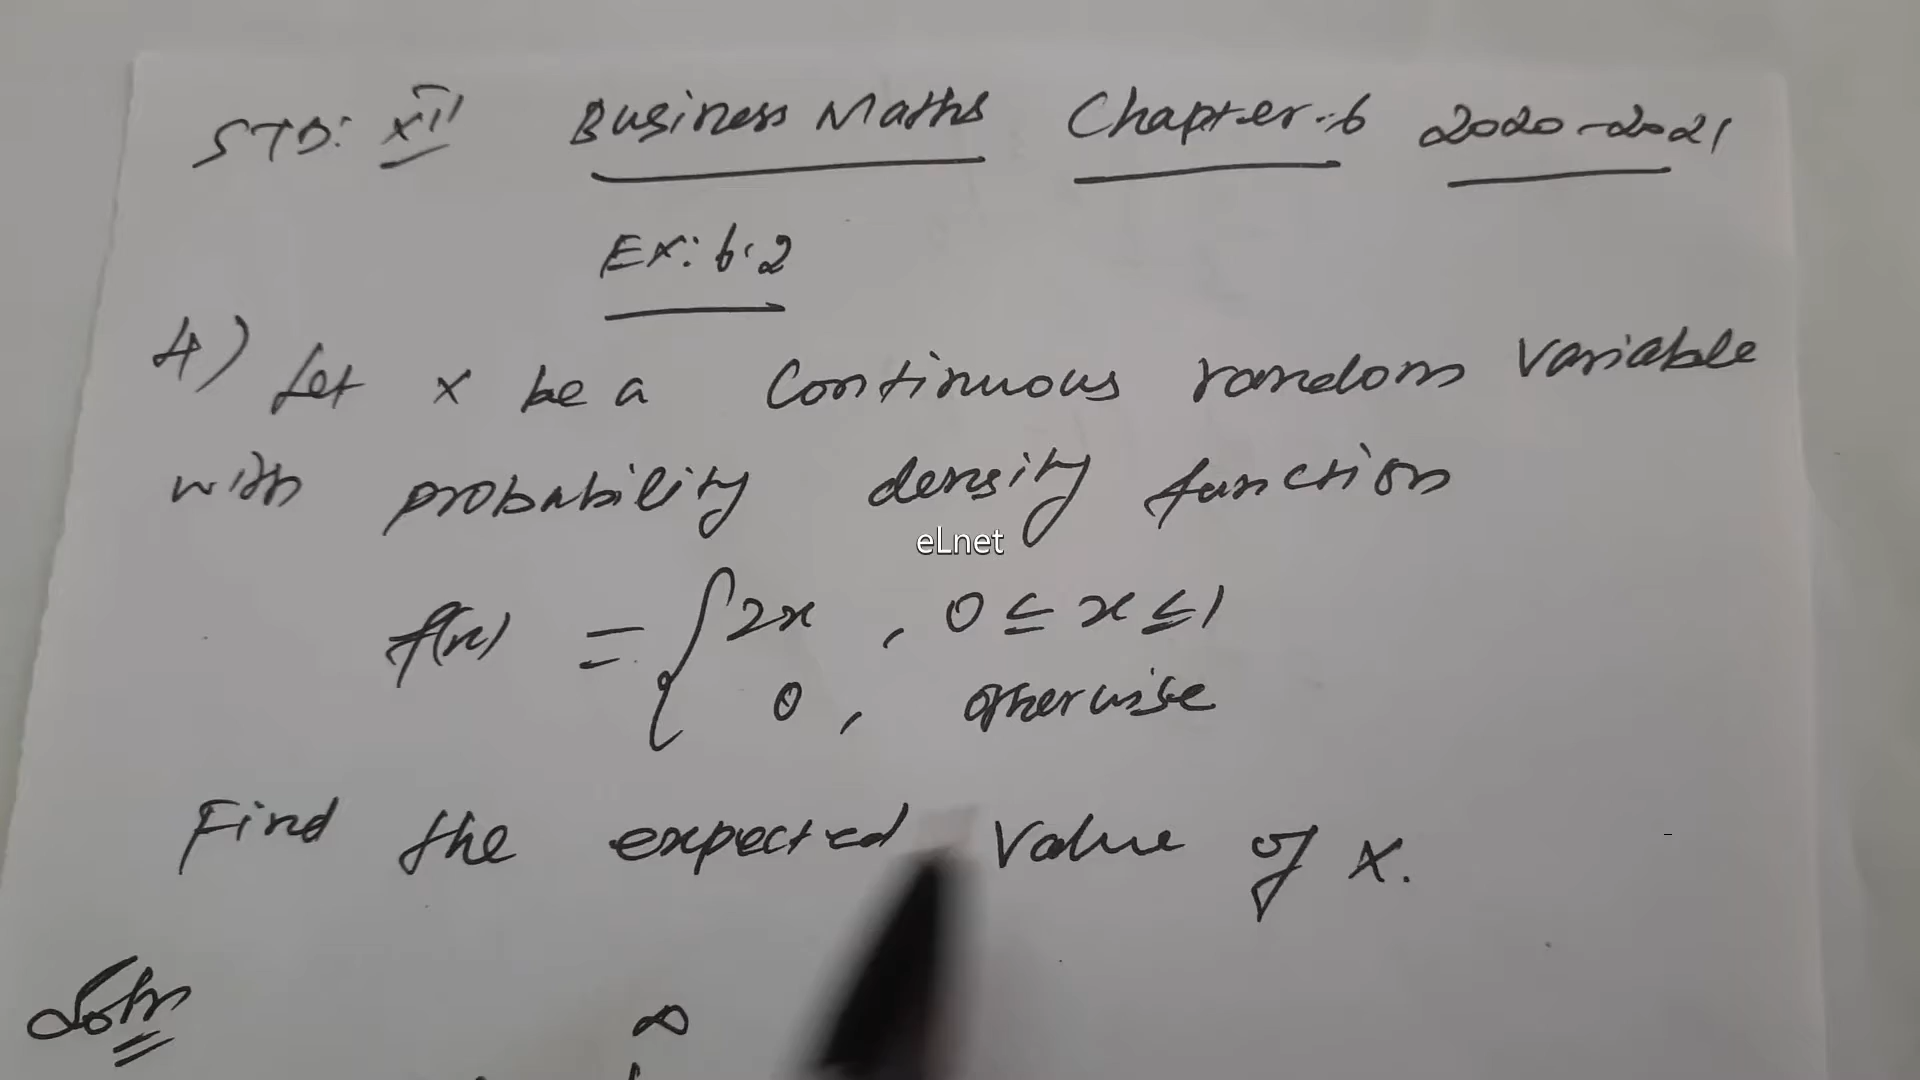 STD: XII Business Maths Chapter:6 2020-2021
Ex: 6.2
4) Let x be a continuous random variable
with probability density function
eLnet
f(x) = { 2x , 0 ≤ x ≤ 1
0 , otherwise
Find the expected value of x.
Soln
∞